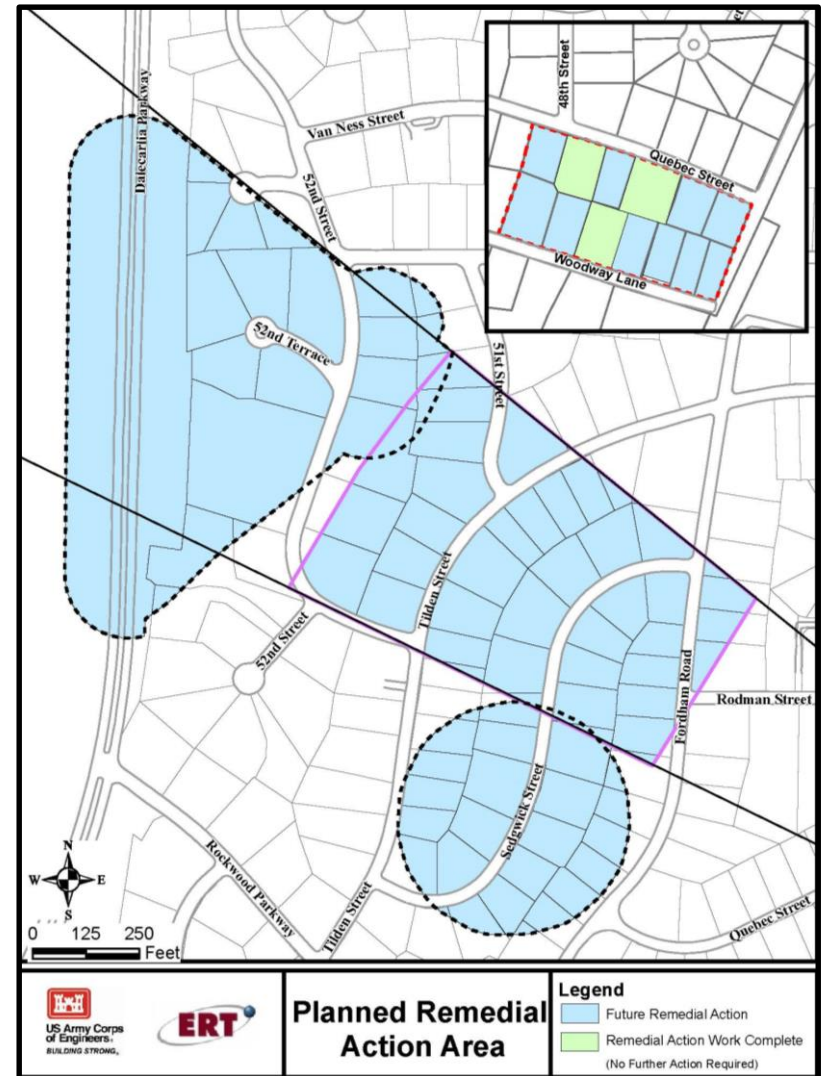 Dalecarlia Parkway
Van Ness Street
52nd Street
48th Street
Quebec Street
Woodway Lane
52nd Terrace
51st Street
Tilden Street
52nd Street
Fordham Road
Rodman Street
Sedgwick Street
Rockwood Parkway
Tilden Street
Quebec Street
N
W E
S
0 125 250
Feet
US Army Corps
of Engineers®
BUILDING STRONG®
ERT
Planned Remedial
Action Area
Legend
Future Remedial Action
Remedial Action Work Complete
(No Further Action Required)